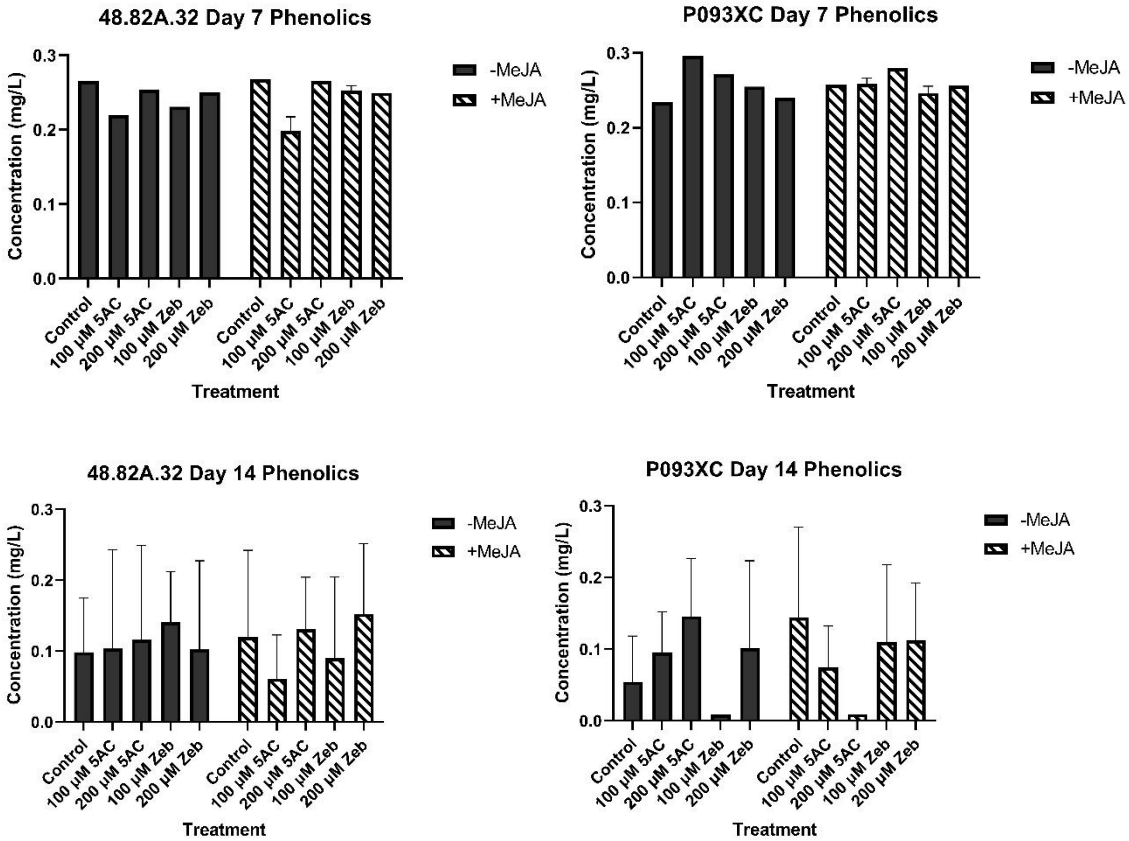 48.82A.32 Day 7 Phenolics
Concentration (mg/L)
0.3
0.2
0.1
0.0
Control
100 µM 5AC
200 µM 5AC
100 µM Zeb
200 µM Zeb
Control
100 µM 5AC
200 µM 5AC
100 µM Zeb
200 µM Zeb
Treatment
-MeJA
+MeJA
P093XC Day 7 Phenolics
Concentration (mg/L)
0.3
0.2
0.1
0.0
Control
100 µM 5AC
200 µM 5AC
100 µM Zeb
200 µM Zeb
Control
100 µM 5AC
200 µM 5AC
100 µM Zeb
200 µM Zeb
Treatment
-MeJA
+MeJA
48.82A.32 Day 14 Phenolics
Concentration (mg/L)
0.3
0.2
0.1
0.0
Control
100 µM 5AC
200 µM 5AC
100 µM Zeb
200 µM Zeb
Control
100 µM 5AC
200 µM 5AC
100 µM Zeb
200 µM Zeb
Treatment
-MeJA
+MeJA
P093XC Day 14 Phenolics
Concentration (mg/L)
0.3
0.2
0.1
0.0
Control
100 µM 5AC
200 µM 5AC
100 µM Zeb
200 µM Zeb
Control
100 µM 5AC
200 µM 5AC
100 µM Zeb
200 µM Zeb
Treatment
-MeJA
+MeJA